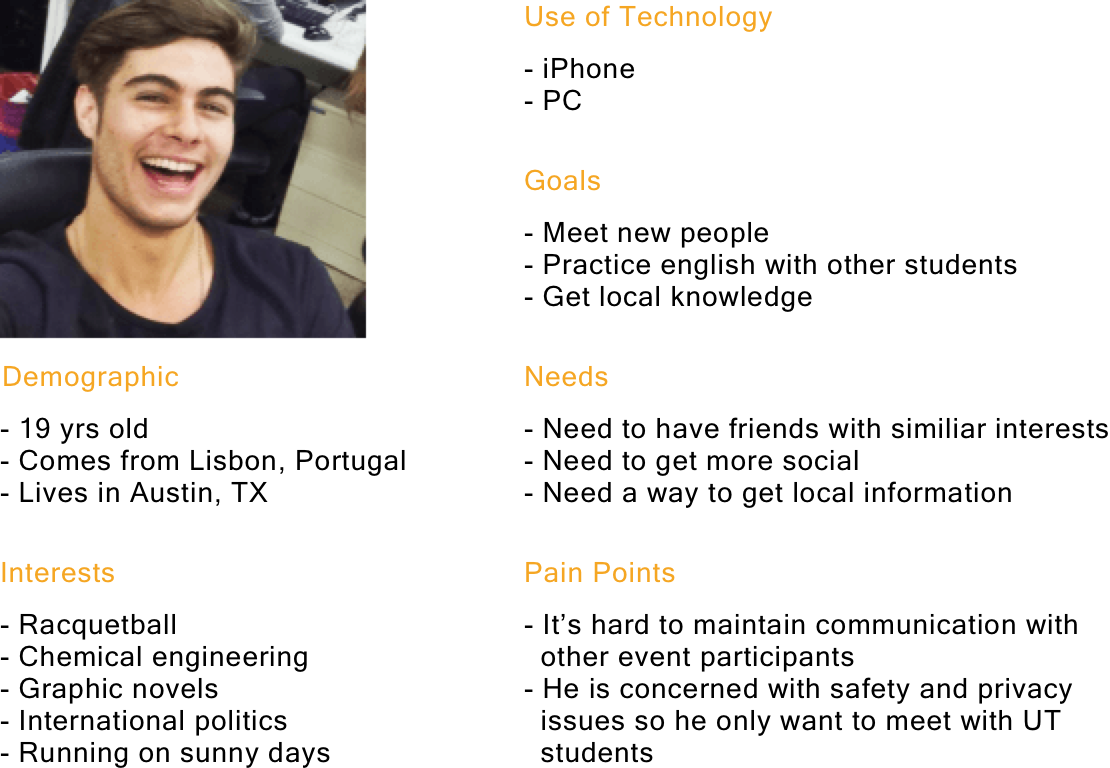 Use of Technology
- iPhone
- PC
Goals
- Meet new people
- Practice english with other students
- Get local knowledge
Demographic
- 19 yrs old
- Comes from Lisbon, Portugal
- Lives in Austin, TX
Needs
- Need to have friends with similiar interests
- Need to get more social
- Need a way to get local information
Interests
- Racquetball
- Chemical engineering
- Graphic novels
- International politics
- Running on sunny days
Pain Points
- It’s hard to maintain communication with
other event participants
- He is concerned with safety and privacy
issues so he only want to meet with UT
students